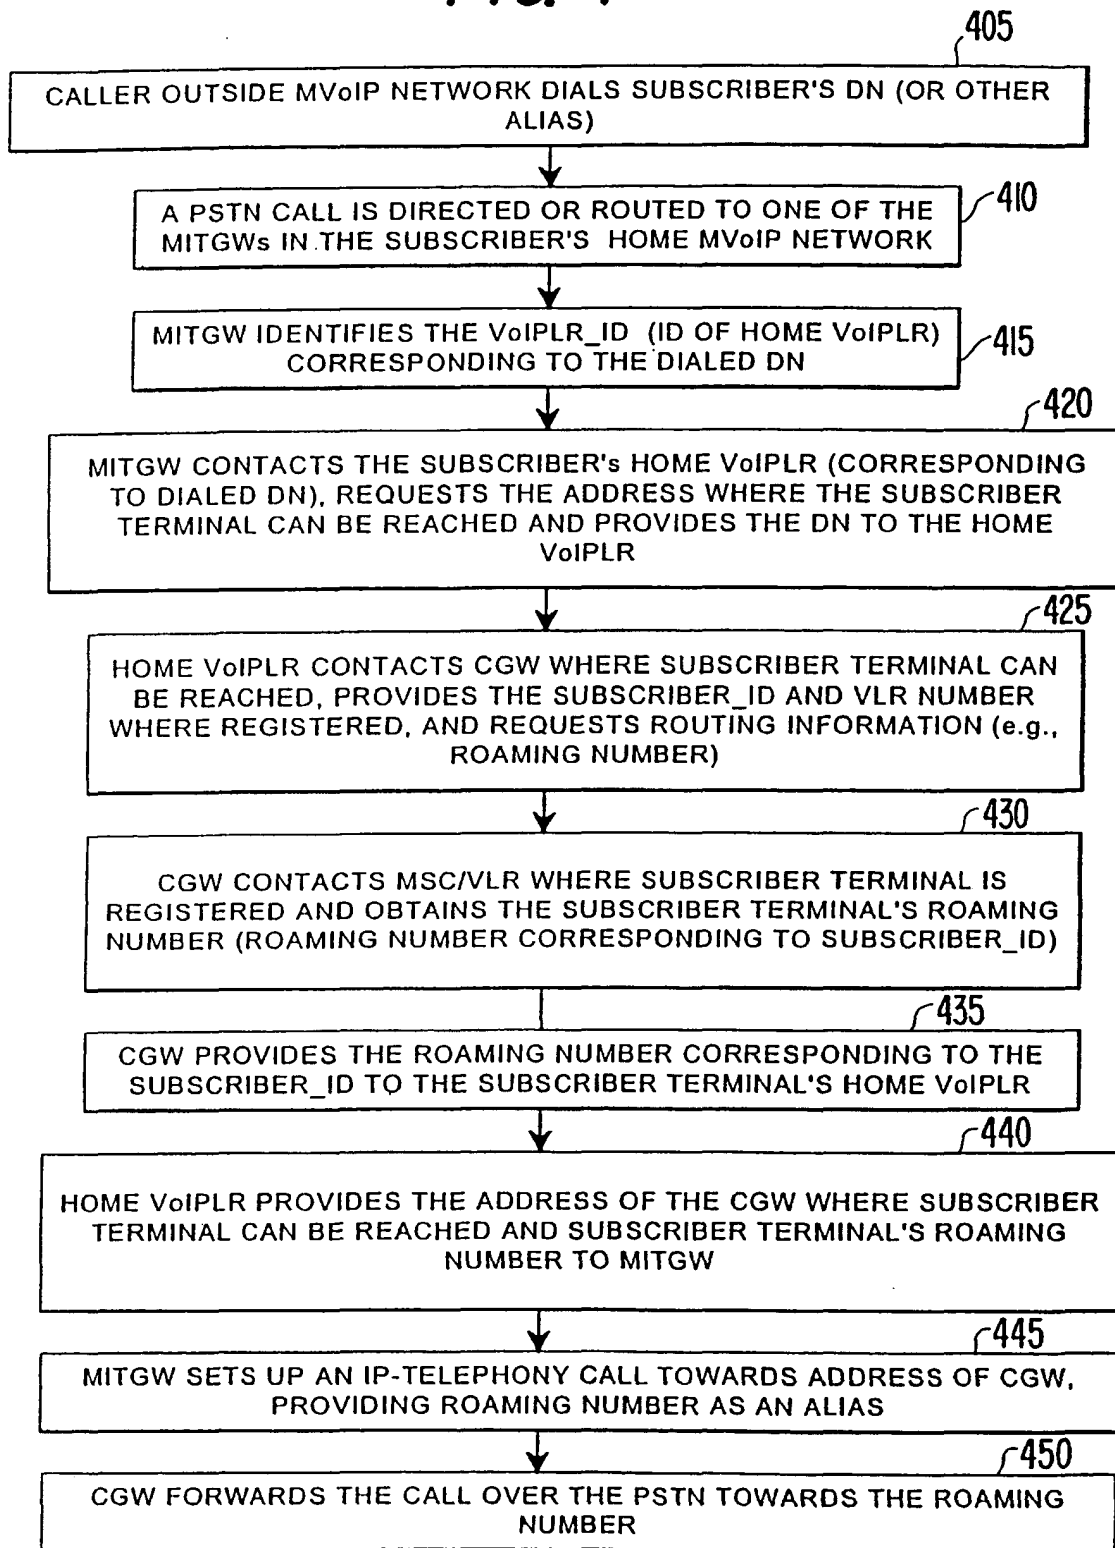 405
CALLER OUTSIDE MVoIP NETWORK DIALS SUBSCRIBER'S DN (OR OTHER
ALIAS)
410
A PSTN CALL IS DIRECTED OR ROUTED TO ONE OF THE
MITGWs IN THE SUBSCRIBER'S HOME MVoIP NETWORK
415
MITGW IDENTIFIES THE VoIPLR_ID (ID OF HOME VoIPLR)
CORRESPONDING TO THE DIALED DN
420
MITGW CONTACTS THE SUBSCRIBER's HOME VoIPLR (CORRESPONDING
TO DIALED DN), REQUESTS THE ADDRESS WHERE THE SUBSCRIBER
TERMINAL CAN BE REACHED AND PROVIDES THE DN TO THE HOME
VoIPLR
425
HOME VoIPLR CONTACTS CGW WHERE SUBSCRIBER TERMINAL CAN
BE REACHED, PROVIDES THE SUBSCRIBER_ID AND VLR NUMBER
WHERE REGISTERED, AND REQUESTS ROUTING INFORMATION (e.g.,
ROAMING NUMBER)
430
CGW CONTACTS MSC/VLR WHERE SUBSCRIBER TERMINAL IS
REGISTERED AND OBTAINS THE SUBSCRIBER TERMINAL'S ROAMING
NUMBER (ROAMING NUMBER CORRESPONDING TO SUBSCRIBER_ID)
435
CGW PROVIDES THE ROAMING NUMBER CORRESPONDING TO THE
SUBSCRIBER_ID TO THE SUBSCRIBER TERMINAL'S HOME VoIPLR
440
HOME VoIPLR PROVIDES THE ADDRESS OF THE CGW WHERE SUBSCRIBER
TERMINAL CAN BE REACHED AND SUBSCRIBER TERMINAL'S ROAMING
NUMBER TO MITGW
445
MITGW SETS UP AN IP-TELEPHONY CALL TOWARDS ADDRESS OF CGW,
PROVIDING ROAMING NUMBER AS AN ALIAS
450
CGW FORWARDS THE CALL OVER THE PSTN TOWARDS THE ROAMING
NUMBER